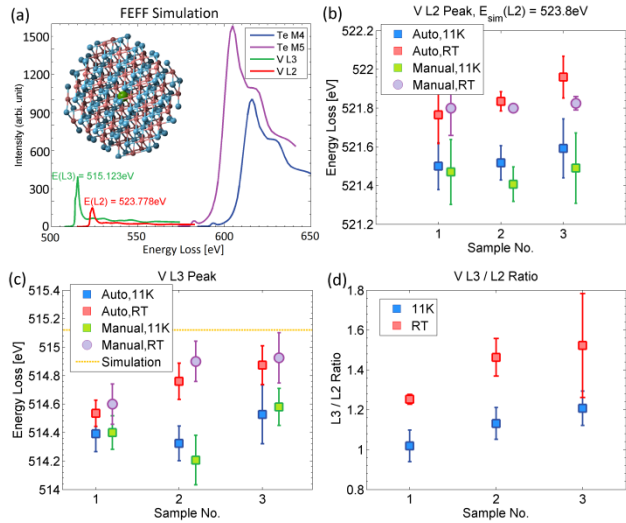 (a)
FEFF Simulation
Te M4
Te M5
V L3
V L2
1500
1200
900
600
300
0
Intensity (arb. unit)
E(L3) = 515.123eV
E(L2) = 523.778eV
500
550
600
650
Energy Loss [eV]
(b)
V L2 Peak, E_sim(L2) = 523.8eV
Auto,11K
Auto,RT
Manual,11K
Manual,RT
522.2
522
521.8
521.6
521.4
521.2
Energy Loss [eV]
1
2
3
Sample No.
(c)
V L3 Peak
Auto,11K
Auto,RT
Manual,11K
Manual,RT
Simulation
515.4
515.2
515
514.8
514.6
514.4
514.2
514
Energy Loss [eV]
1
2
3
Sample No.
(d)
V L3 / L2 Ratio
11K
RT
1.8
1.6
1.4
1.2
1
0.8
L3 / L2 Ratio
1
2
3
Sample No.